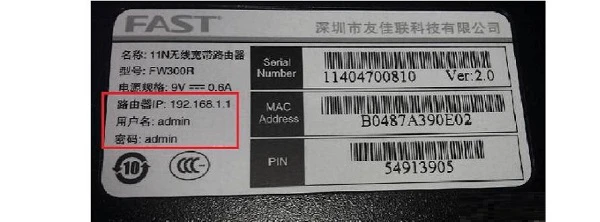 FAST
深圳市友佳联科技有限公司
名称: 11N无线宽带路由器
型号: FW300R
电源规格: 9V 0.6A
路由器IP: 192.168.1.1
用户名: admin
密码: admin
10
CCC
Serial Number
11404700810 Ver:2.0
MAC Address
B0487A390E02
PIN
54913905